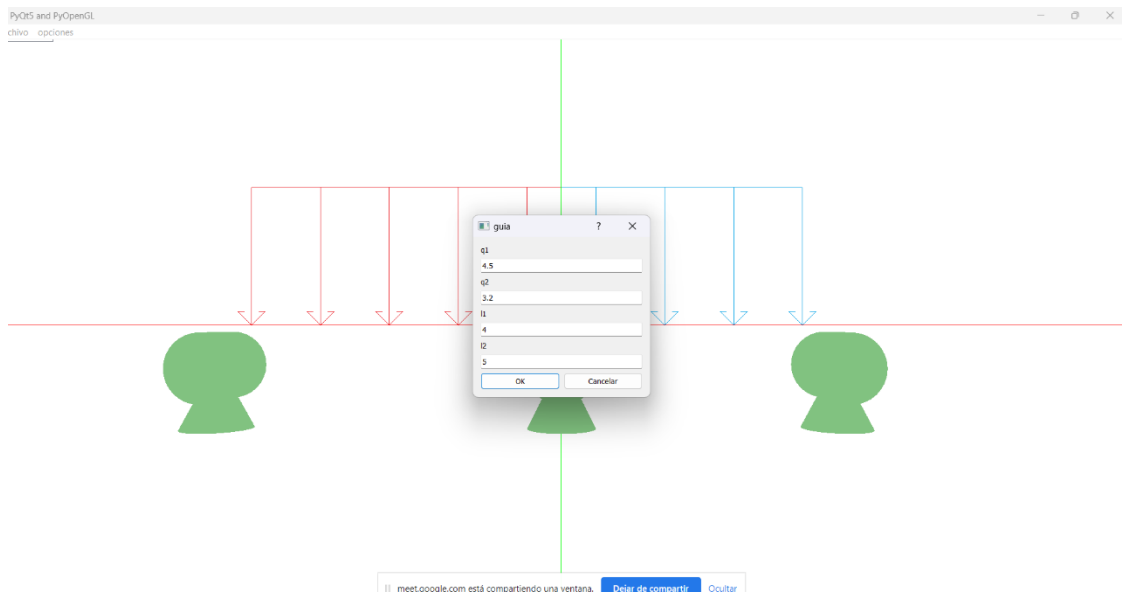 PyQt5 and PyOpenGL
chivo opciones
guia ?
q1
4.5
q2
3.2
l1
4
l2
5
OK Cancelar
meet.google.com está compartiendo una ventana. Dejar de compartir Ocultar